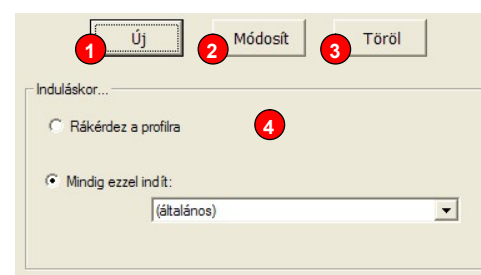 1 Új 2 Módosít 3 Töröl
Induláskor...
Rákérdez a profilra 4
Mindig ezzel indít:
(általános)